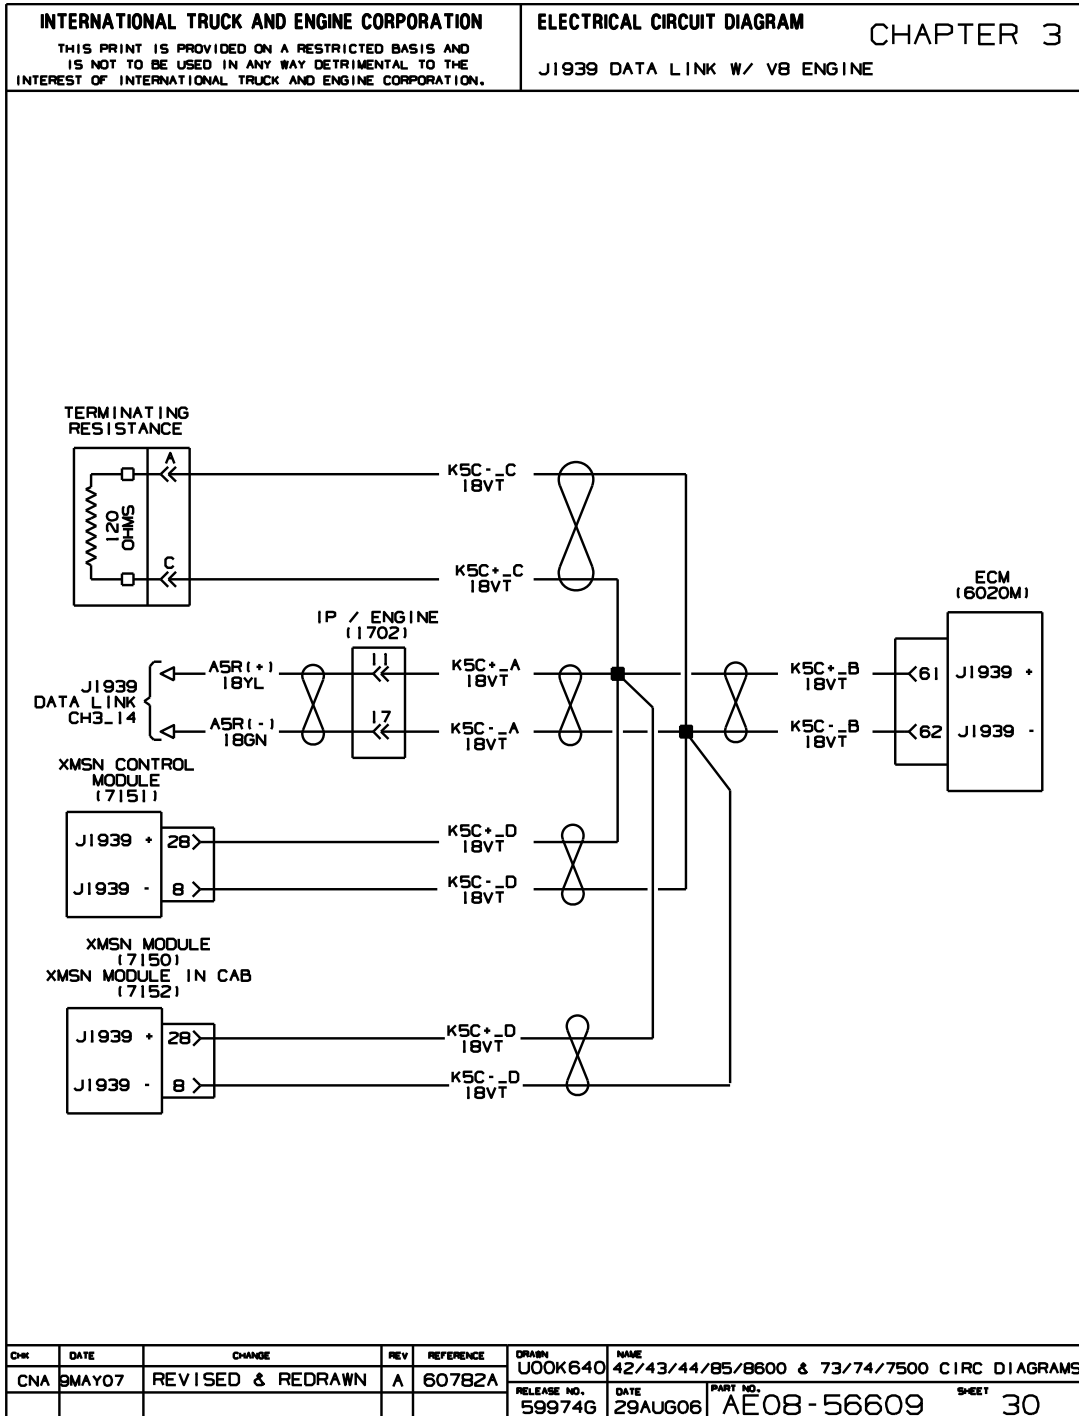 INTERNATIONAL TRUCK AND ENGINE CORPORATION
THIS PRINT IS PROVIDED ON A RESTRICTED BASIS AND
IS NOT TO BE USED IN ANY WAY DETRIMENTAL TO THE
INTEREST OF INTERNATIONAL TRUCK AND ENGINE CORPORATION.
ELECTRICAL CIRCUIT DIAGRAM
CHAPTER 3
J1939 DATA LINK W/ V8 ENGINE
TERMINATING
RESISTANCE
A
120
OHMS
C
K5C-_C
18VT
K5C+_C
18VT
IP / ENGINE
(1702)
J1939
DATA LINK
CH3_14
A5R(+)
18YL
A5R(-)
18GN
11
17
K5C+_A
18VT
K5C-_A
18VT
K5C+_B
18VT
K5C-_B
18VT
ECM
(6020M)
61
J1939 +
62
J1939 -
XMSN CONTROL
MODULE
(7151)
J1939 +
28
J1939 -
8
K5C+_D
18VT
K5C-_D
18VT
XMSN MODULE
(7150)
XMSN MODULE IN CAB
(7152)
J1939 +
28
J1939 -
8
K5C+_D
18VT
K5C-_D
18VT
CHK
DATE
CHANGE
REV
REFERENCE
CNA
9MAY07
REVISED & REDRAWN
A
60782A
DRAWN
U00K640
NAME
42/43/44/85/8600 & 73/74/7500 CIRC DIAGRAMS
RELEASE NO.
59974G
DATE
29AUG06
PART NO.
AE08-56609
SHEET
30